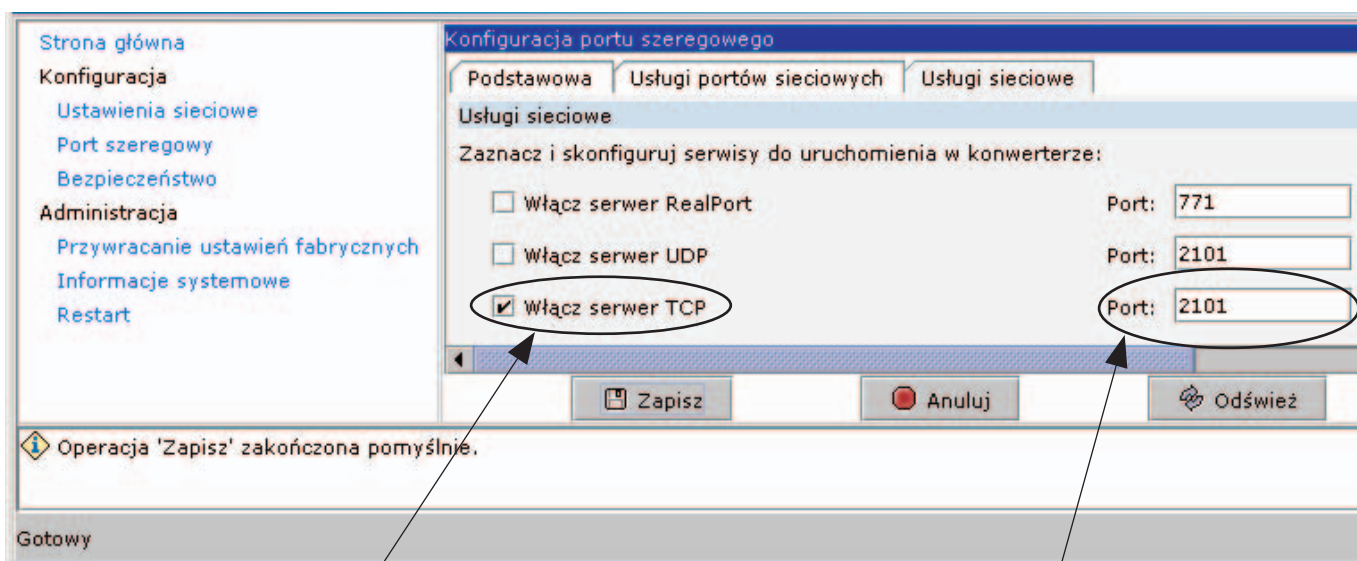 Strona główna
Konfiguracja
Ustawienia sieciowe
Port szeregowy
Bezpieczeństwo
Administracja
Przywracanie ustawień fabrycznych
Informacje systemowe
Restart
Konfiguracja portu szeregowego
Podstawowa Usługi portów sieciowych Usługi sieciowe
Usługi sieciowe
Zaznacz i skonfiguruj serwisy do uruchomienia w konwerterze:
Włącz serwer RealPort Port: 771
Włącz serwer UDP Port: 2101
Włącz serwer TCP Port: 2101
Zapisz Anuluj Odśwież
Operacja 'Zapisz' zakończona pomyślnie.
Gotowy